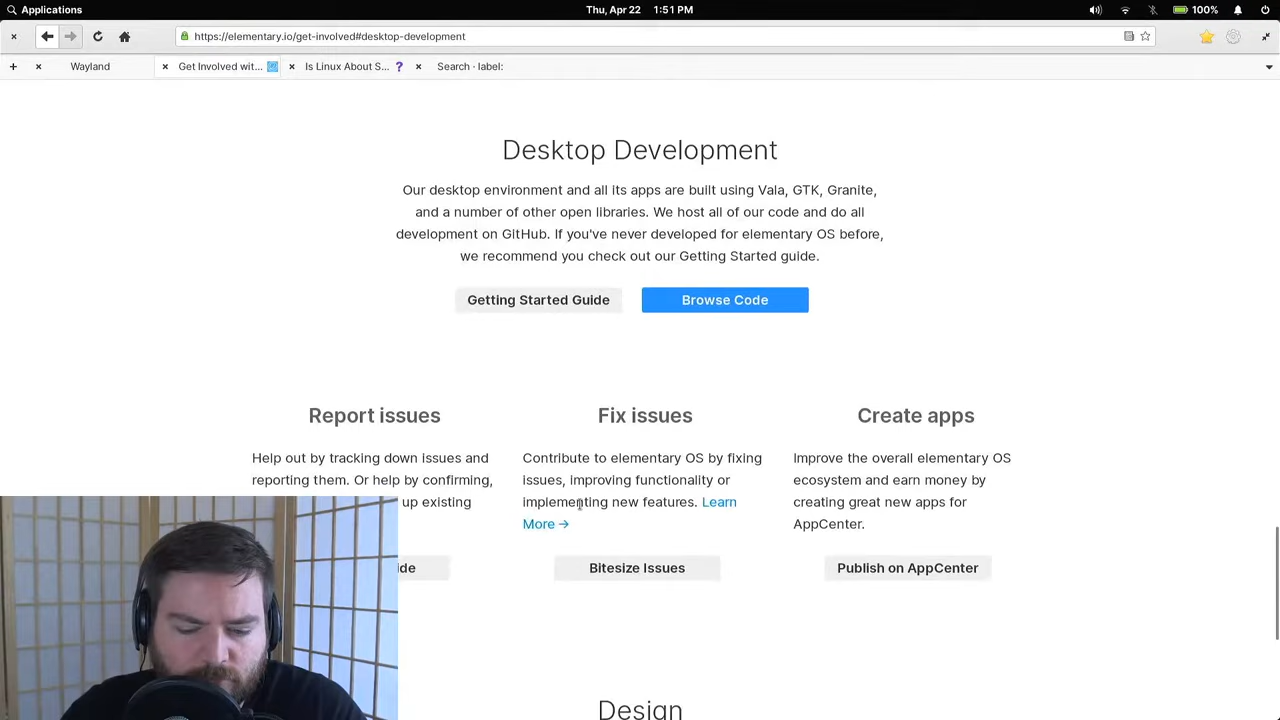 Applications
Thu, Apr 22 1:51 PM
100%
https://elementary.io/get-involved#desktop-development
Wayland
Get Involved wit...
Is Linux About S... ?
Search · label:
Desktop Development
Our desktop environment and all its apps are built using Vala, GTK, Granite,
and a number of other open libraries. We host all of our code and do all
development on GitHub. If you've never developed for elementary OS before,
we recommend you check out our Getting Started guide.
Getting Started Guide
Browse Code
Report issues
Help out by tracking down issues and
reporting them. Or help by confirming,
up existing
ide
Fix issues
Contribute to elementary OS by fixing
issues, improving functionality or
implementing new features. Learn
More →
Bitesize Issues
Create apps
Improve the overall elementary OS
ecosystem and earn money by
creating great new apps for
AppCenter.
Publish on AppCenter
Design